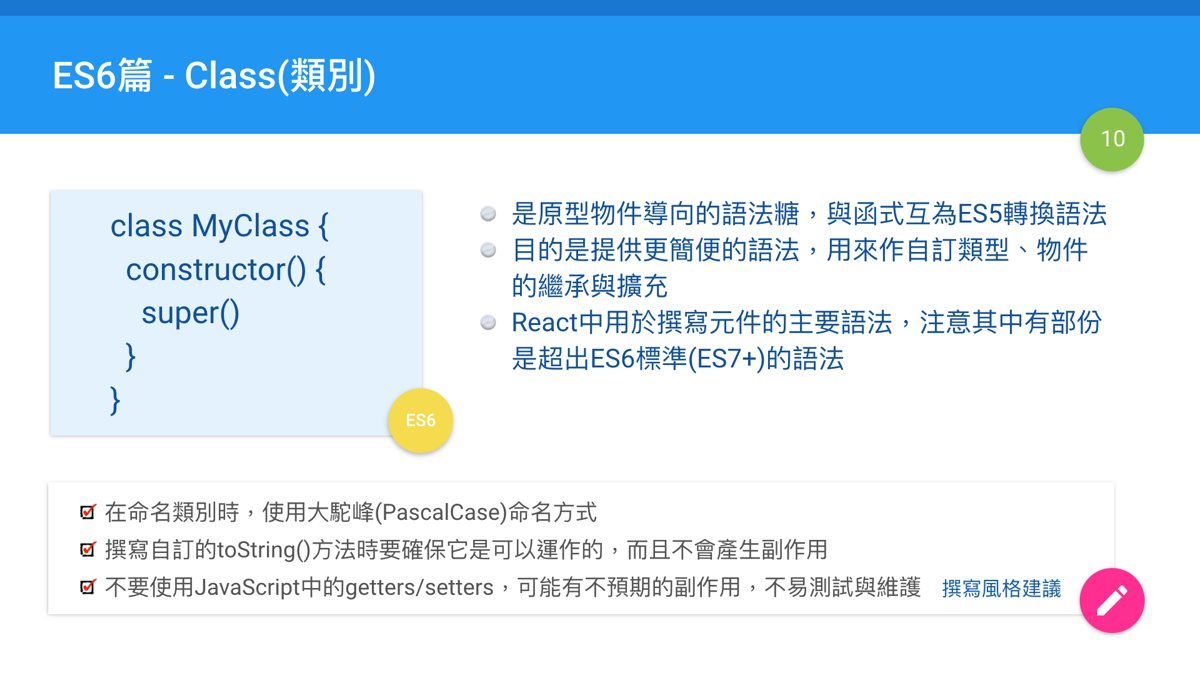 ES6篇 - Class(類別)
10
class MyClass {
constructor() {
super()
}
}
ES6
是原型物件導向的語法糖，與函式互為ES5轉換語法
目的是提供更簡便的語法，用來作自訂類型、物件
的繼承與擴充
React中用於撰寫元件的主要語法，注意其中有部份
是超出ES6標準(ES7+)的語法
在命名類別時，使用大駝峰(PascalCase)命名方式
撰寫自訂的toString()方法時要確保它是可以運作的，而且不會產生副作用
不要使用JavaScript中的getters/setters，可能有不預期的副作用，不易測試與維護
撰寫風格建議